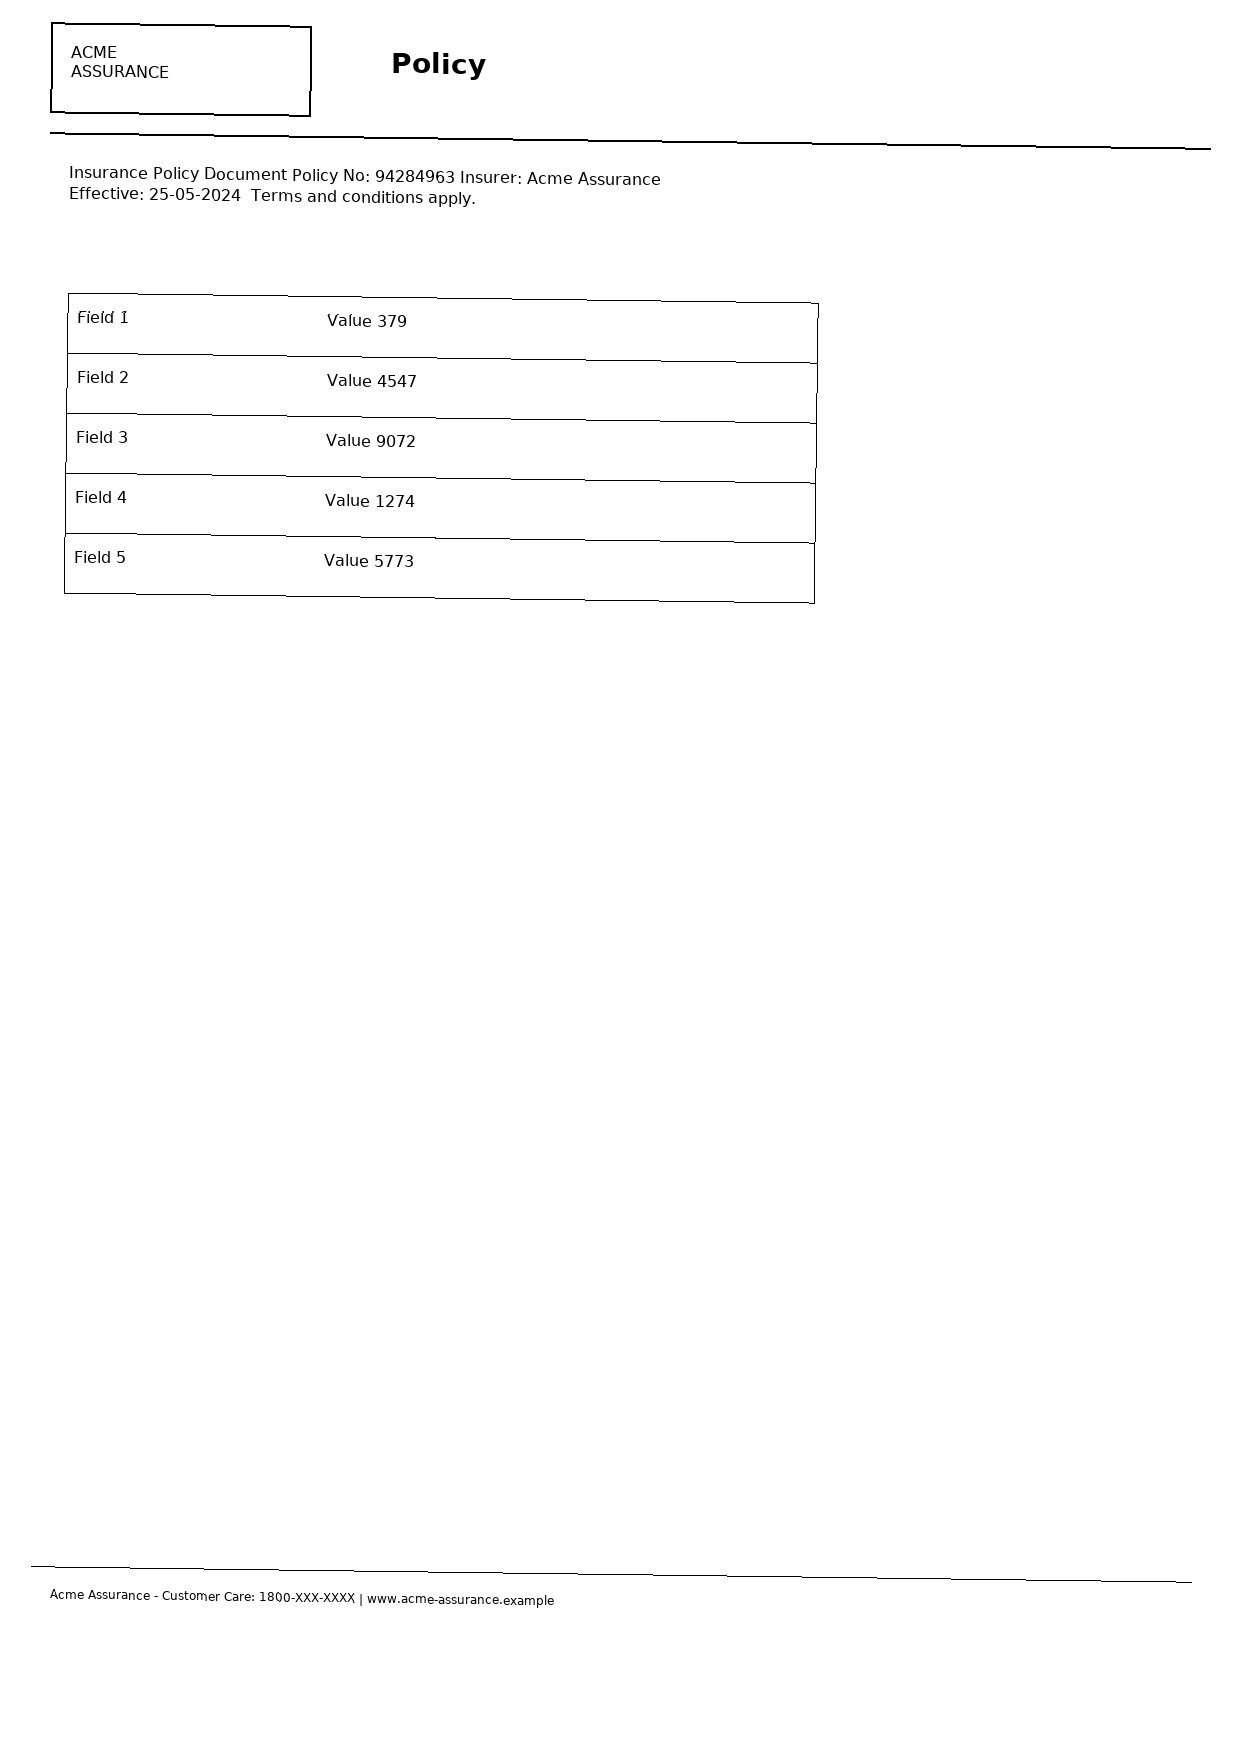 ACME
ASSURANCE
Policy
Insurance Policy Document Policy No: 94284963 Insurer: Acme Assurance
Effective: 25-05-2024  Terms and conditions apply.
Field 1 Value 379
Field 2 Value 4547
Field 3 Value 9072
Field 4 Value 1274
Field 5 Value 5773
Acme Assurance - Customer Care: 1800-XXX-XXXX | www.acme-assurance.example